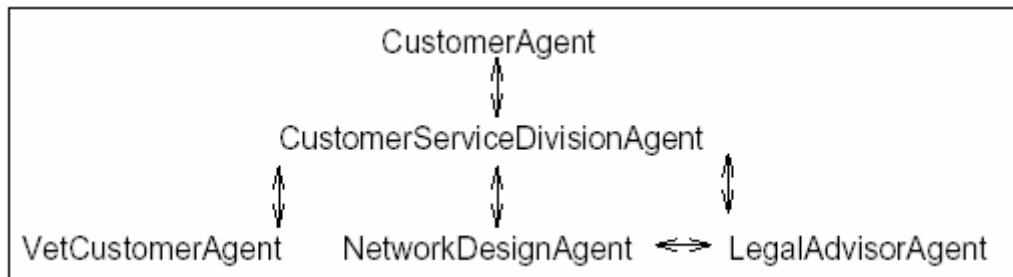 CustomerAgent
CustomerServiceDivisionAgent
VetCustomerAgent NetworkDesignAgent LegalAdvisorAgent